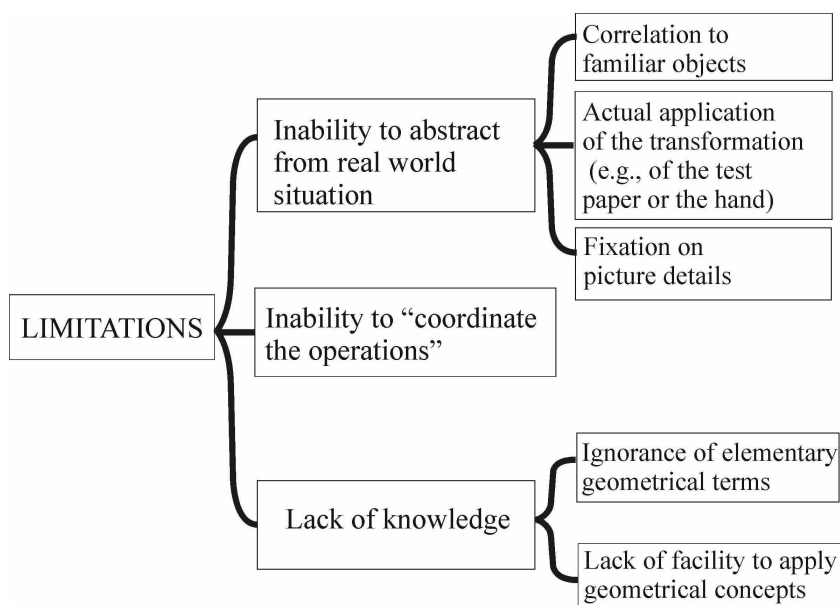 LIMITATIONS
Inability to abstract
from real world
situation
Correlation to
familiar objects
Actual application
of the transformation
(e.g., of the test
paper or the hand)
Fixation on
picture details
Inability to “coordinate
the operations”
Lack of knowledge
Ignorance of elementary
geometrical terms
Lack of facility to apply
geometrical concepts